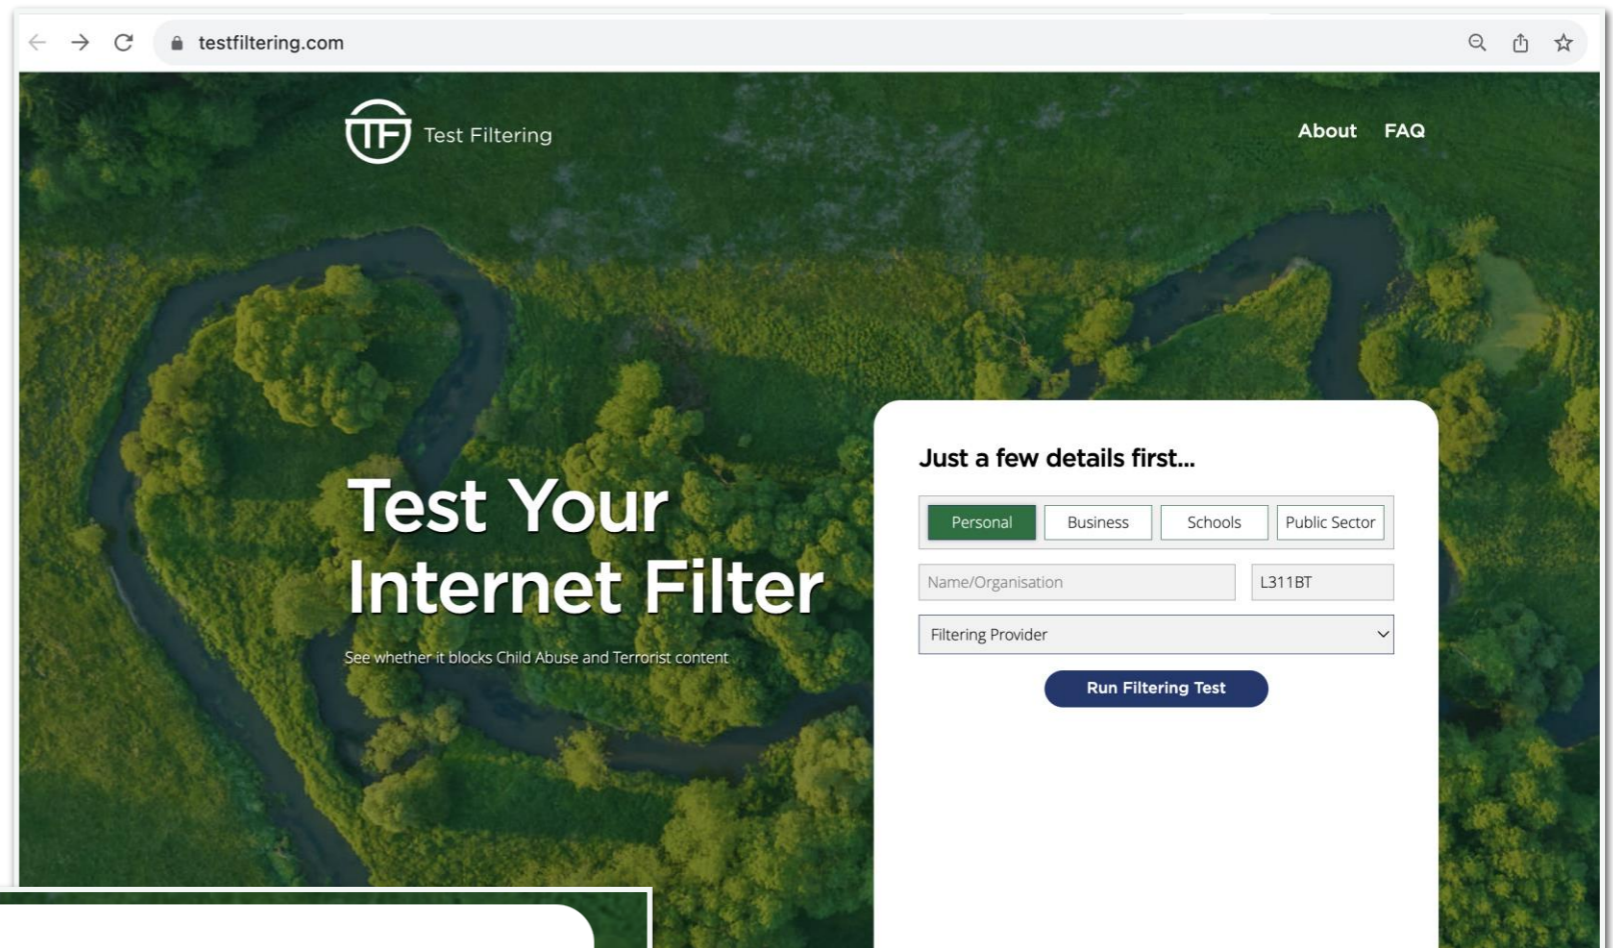 testfiltering.com
TF Test Filtering
About FAQ
Test Your
Internet Filter
See whether it blocks Child Abuse and Terrorist content
Just a few details first...
Personal Business Schools Public Sector
Name/Organisation L311BT
Filtering Provider
Run Filtering Test